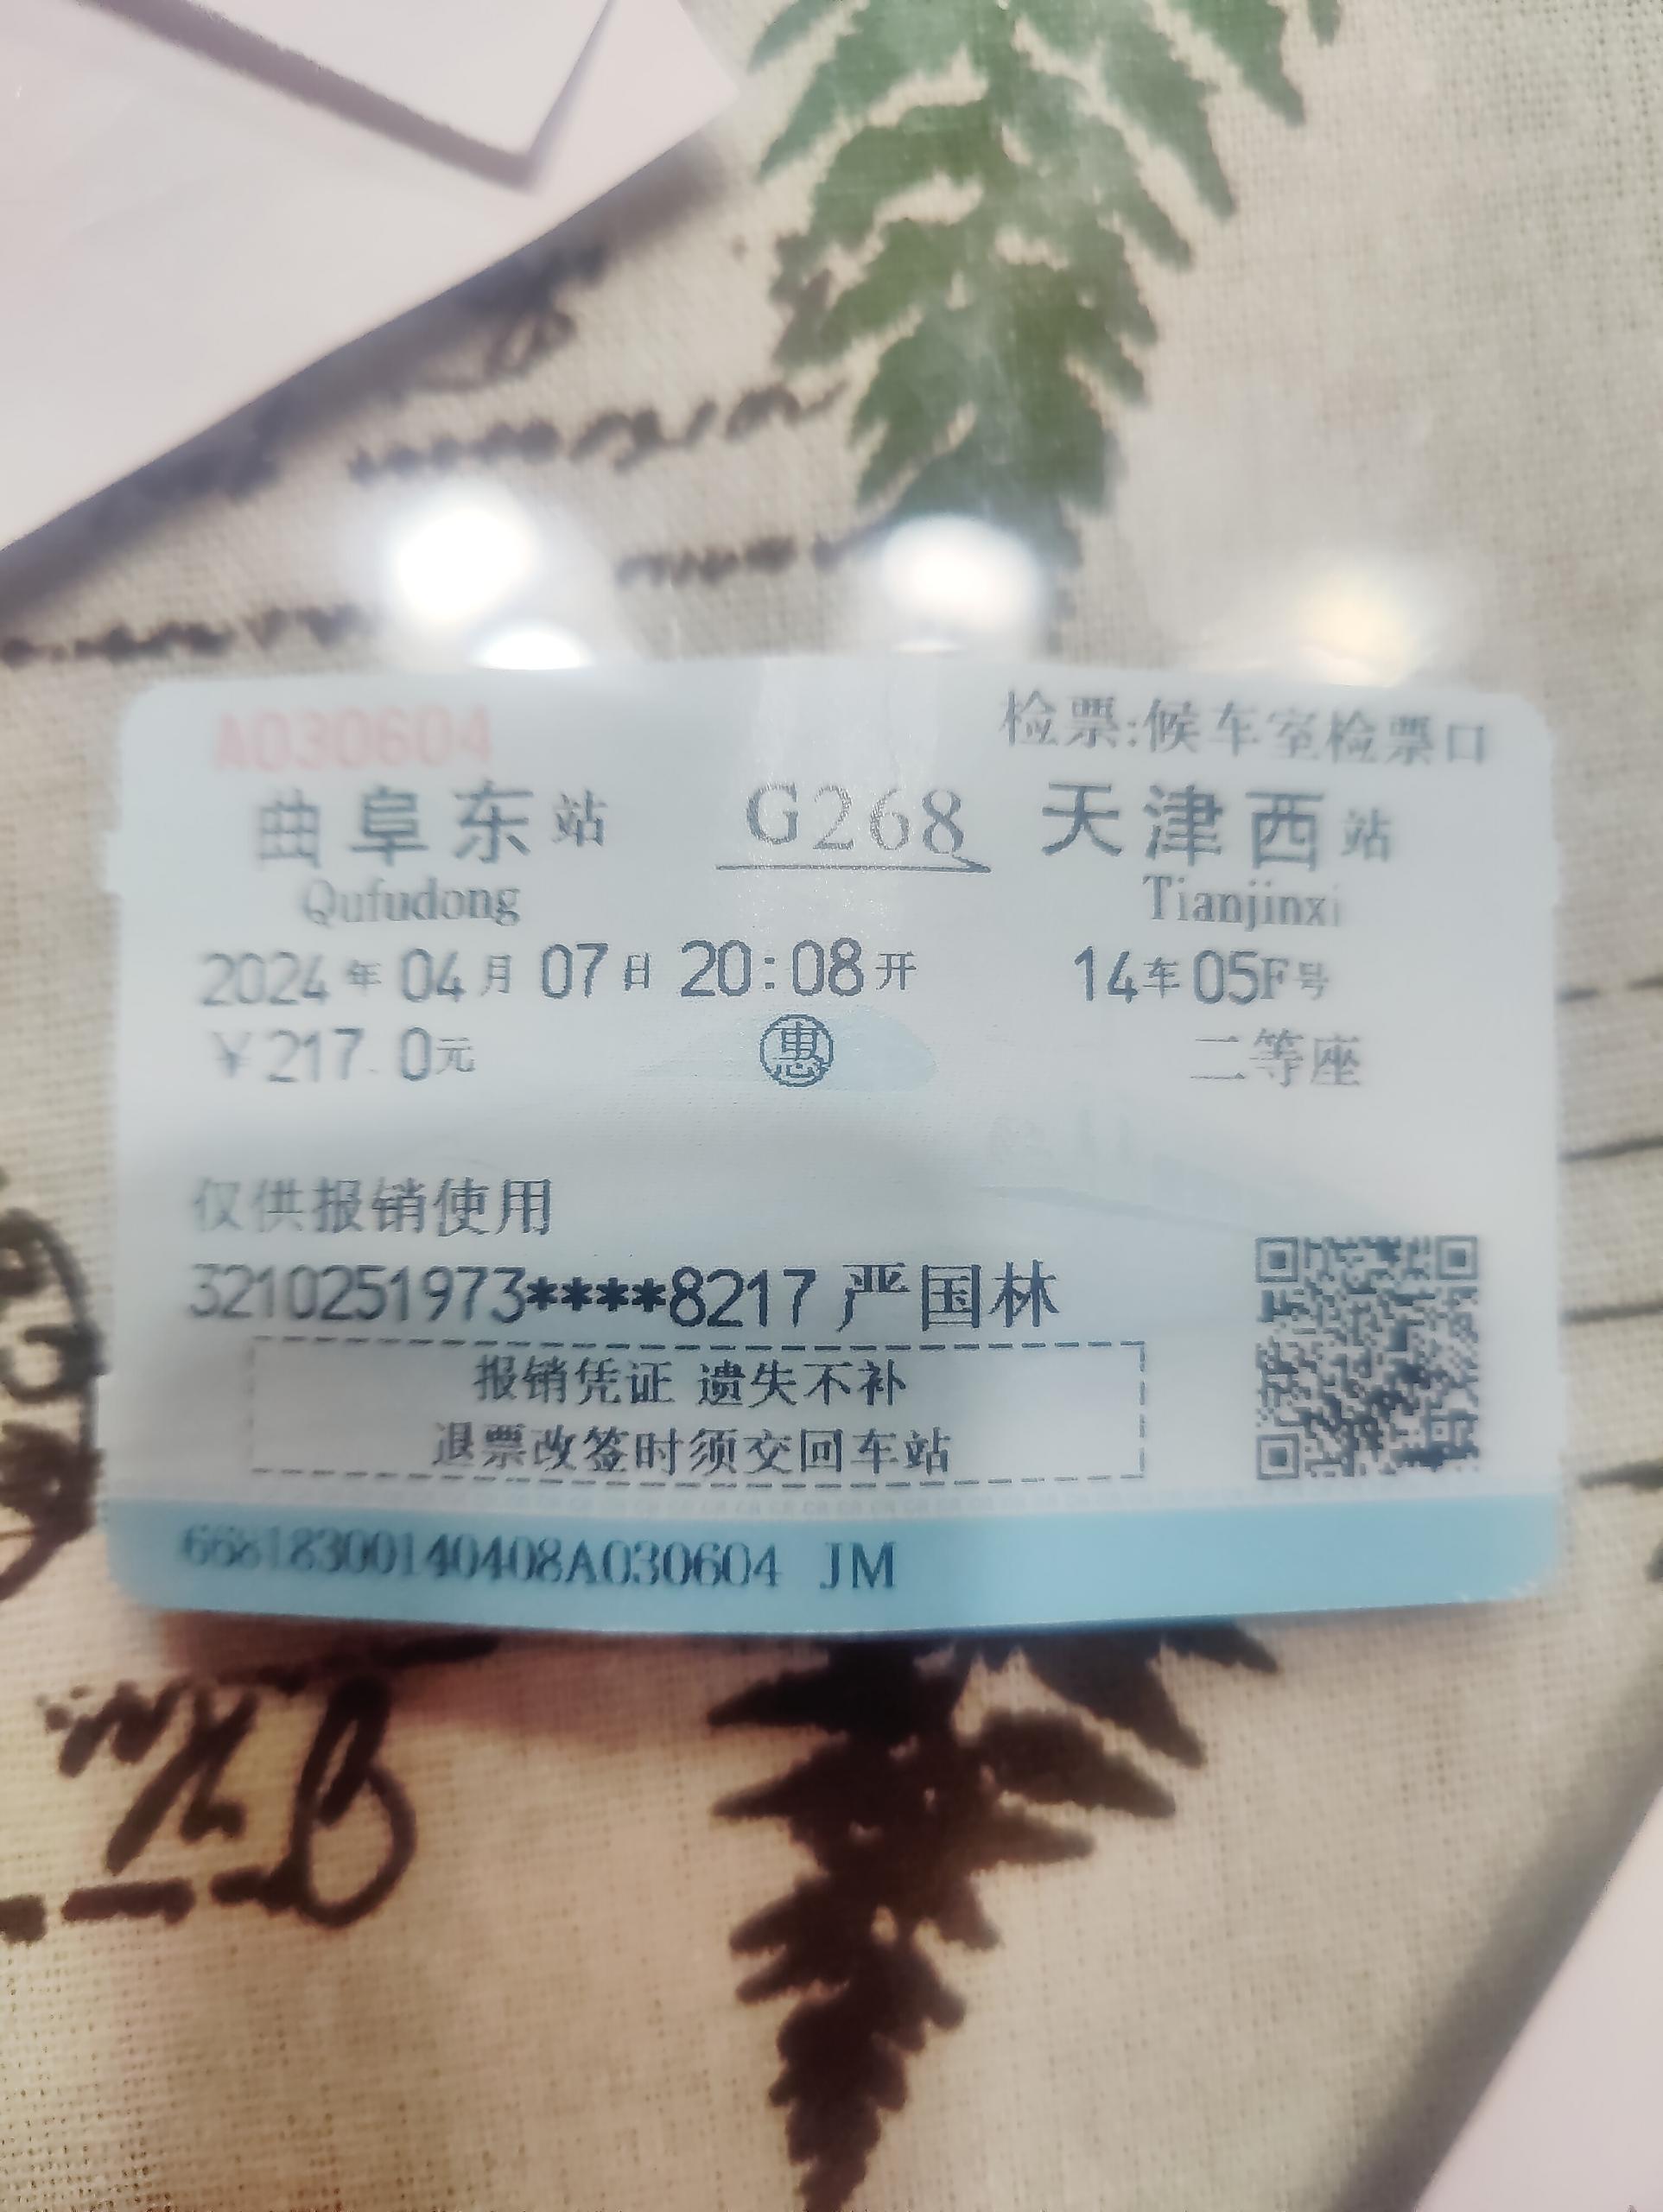 A030604
检票:候车室检票口
曲阜东站 G268 天津西站
Qufudong Tianjinxi
2024年04月07日20:08开 14车05F号
¥217.0元 惠 二等座
仅供报销使用
3210251973****8217 严国林
报销凭证 遗失不补
退票改签时须交回车站
66818300140408A030604 JM